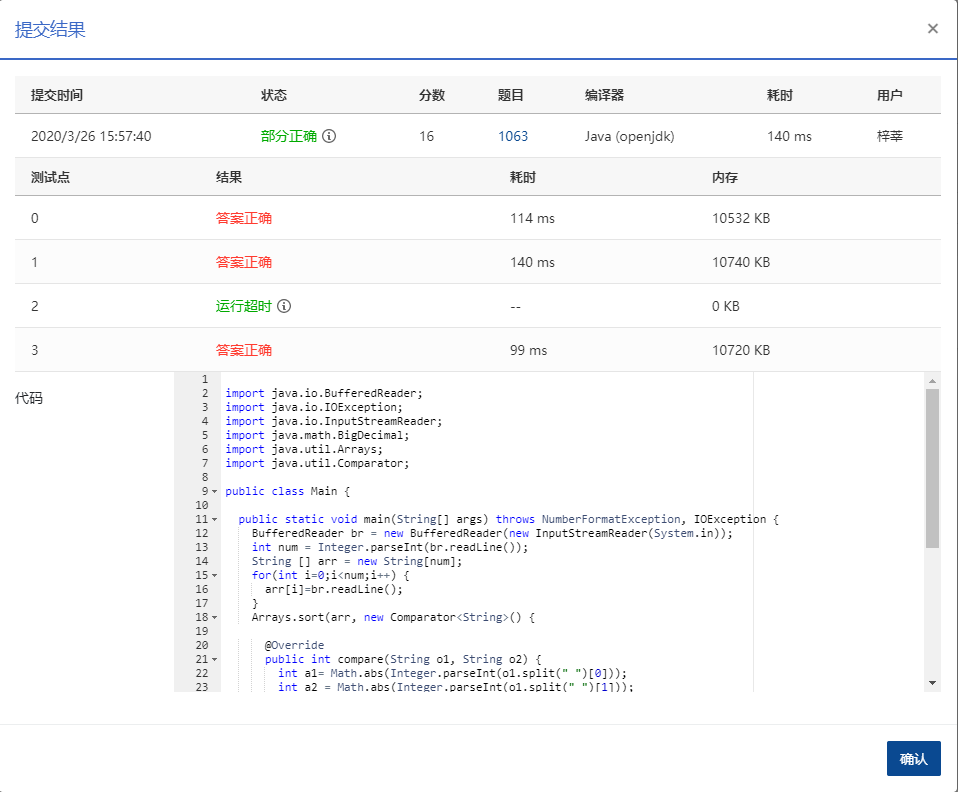 提交结果 ×
提交时间 状态 分数 题目 编译器 耗时 用户
2020/3/26 15:57:40 部分正确 16 1063 Java (openjdk) 140 ms 梓莘
测试点 结果 耗时 内存
0 答案正确 114 ms 10532 KB
1 答案正确 140 ms 10740 KB
2 运行超时 -- 0 KB
3 答案正确 99 ms 10720 KB
代码
1
2 import java.io.BufferedReader;
3 import java.io.IOException;
4 import java.io.InputStreamReader;
5 import java.math.BigDecimal;
6 import java.util.Arrays;
7 import java.util.Comparator;
8
9 public class Main {
10
11 public static void main(String[] args) throws NumberFormatException, IOException {
12 BufferedReader br = new BufferedReader(new InputStreamReader(System.in));
13 int num = Integer.parseInt(br.readLine());
14 String [] arr = new String[num];
15 for(int i=0;i<num;i++) {
16 arr[i]=br.readLine();
17 }
18 Arrays.sort(arr, new Comparator<String>() {
19
20 @Override
21 public int compare(String o1, String o2) {
22 int a1= Math.abs(Integer.parseInt(o1.split(" ")[0]));
23 int a2 = Math.abs(Integer.parseInt(o1.split(" ")[1]));
确认